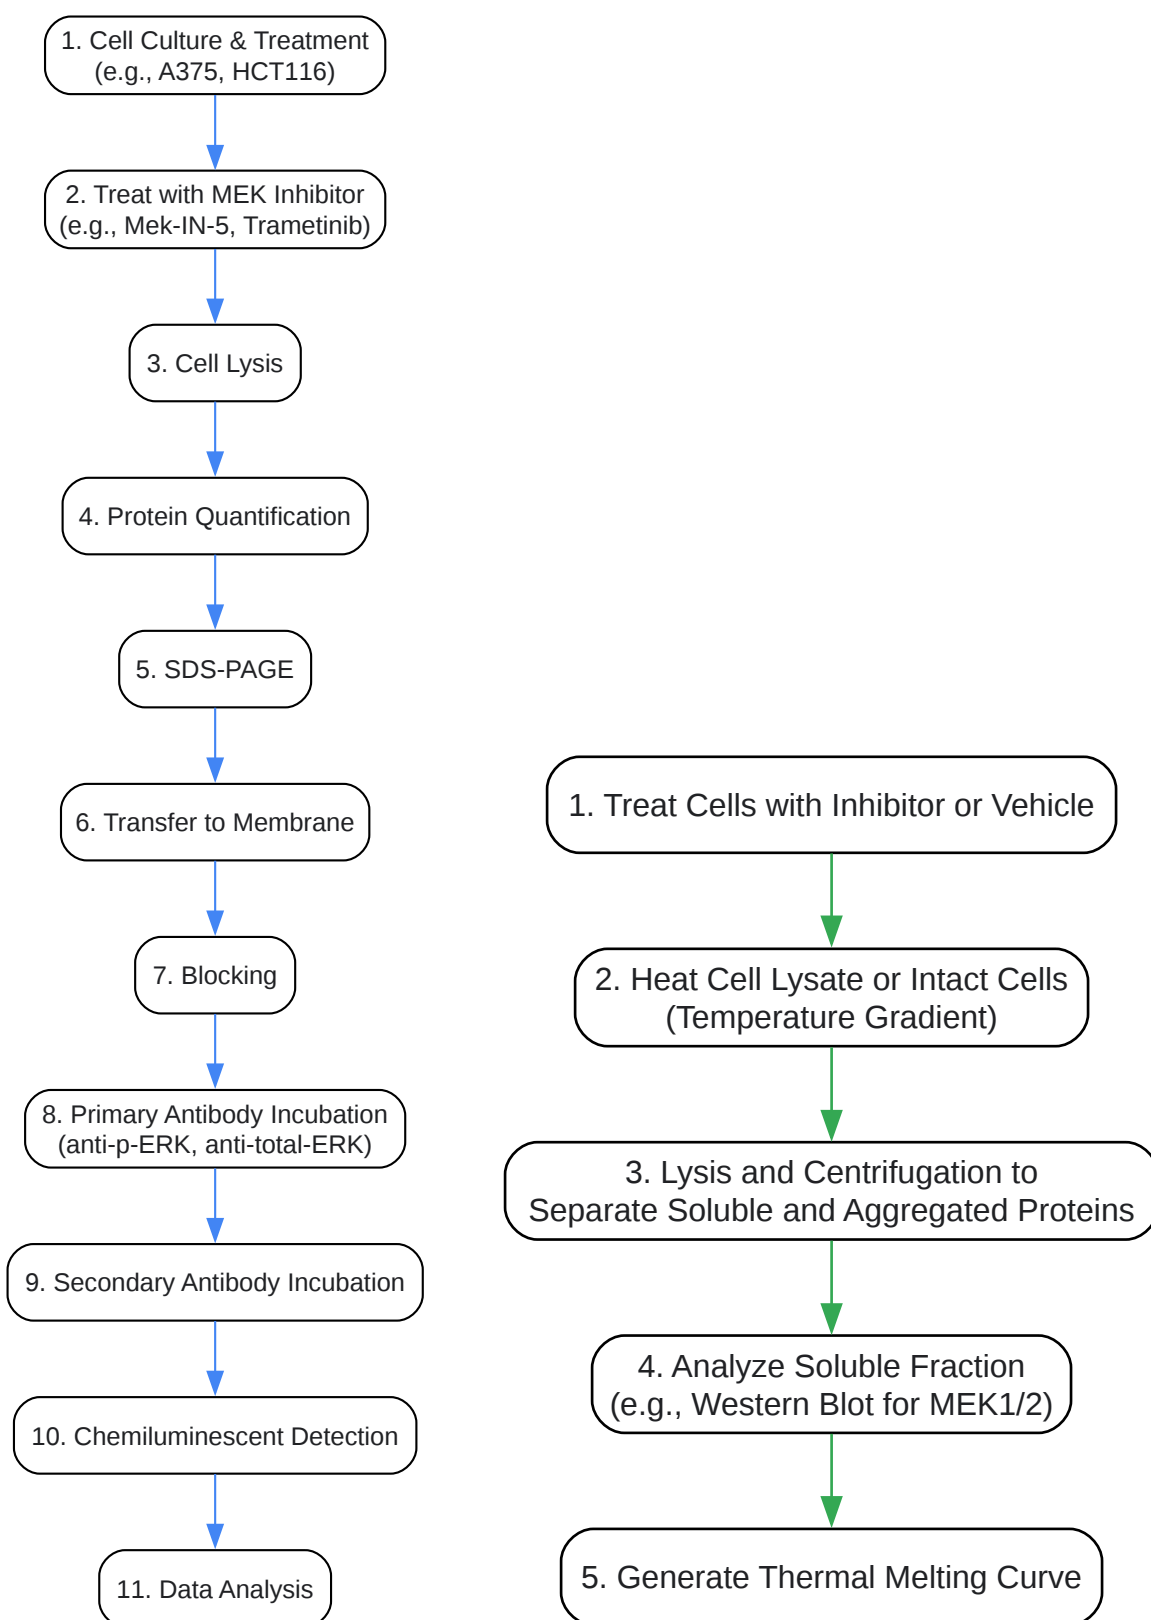 1. Cell Culture & Treatment
(e.g., A375, HCT116)
2. Treat with MEK Inhibitor
(e.g., Mek-IN-5, Trametinib)
3. Cell Lysis
4. Protein Quantification
5. SDS-PAGE
6. Transfer to Membrane
7. Blocking
8. Primary Antibody Incubation
(anti-p-ERK, anti-total-ERK)
9. Secondary Antibody Incubation
10. Chemiluminescent Detection
11. Data Analysis
1. Treat Cells with Inhibitor or Vehicle
2. Heat Cell Lysate or Intact Cells
(Temperature Gradient)
3. Lysis and Centrifugation to
Separate Soluble and Aggregated Proteins
4. Analyze Soluble Fraction
(e.g., Western Blot for MEK1/2)
5. Generate Thermal Melting Curve